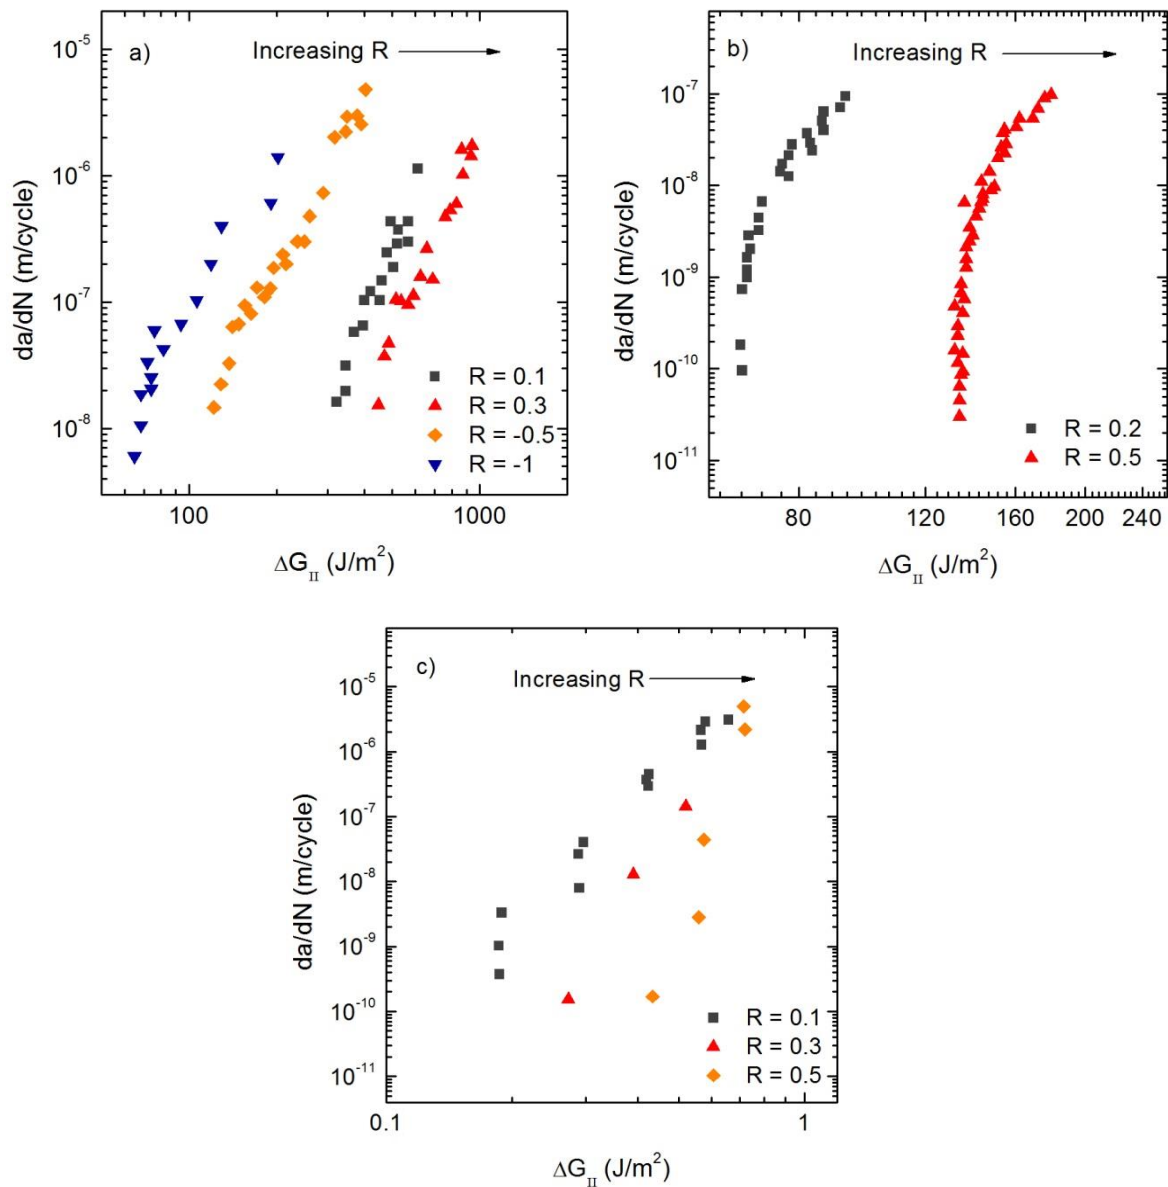 a)
Increasing R
10⁻⁵
10⁻⁶
10⁻⁷
10⁻⁸
da/dN (m/cycle)
R = 0.1
R = 0.3
R = -0.5
R = -1
100 1000
ΔG_II (J/m²)
b)
Increasing R
10⁻⁷
10⁻⁸
10⁻⁹
10⁻¹⁰
10⁻¹¹
da/dN (m/cycle)
R = 0.2
R = 0.5
80 120 160 200 240
ΔG_II (J/m²)
c)
Increasing R
10⁻⁵
10⁻⁶
10⁻⁷
10⁻⁸
10⁻⁹
10⁻¹⁰
10⁻¹¹
da/dN (m/cycle)
R = 0.1
R = 0.3
R = 0.5
0.1 1
ΔG_II (J/m²)